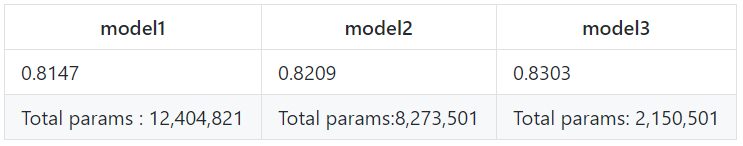 model1 model2 model3
0.8147 0.8209 0.8303
Total params : 12,404,821 Total params:8,273,501 Total params: 2,150,501